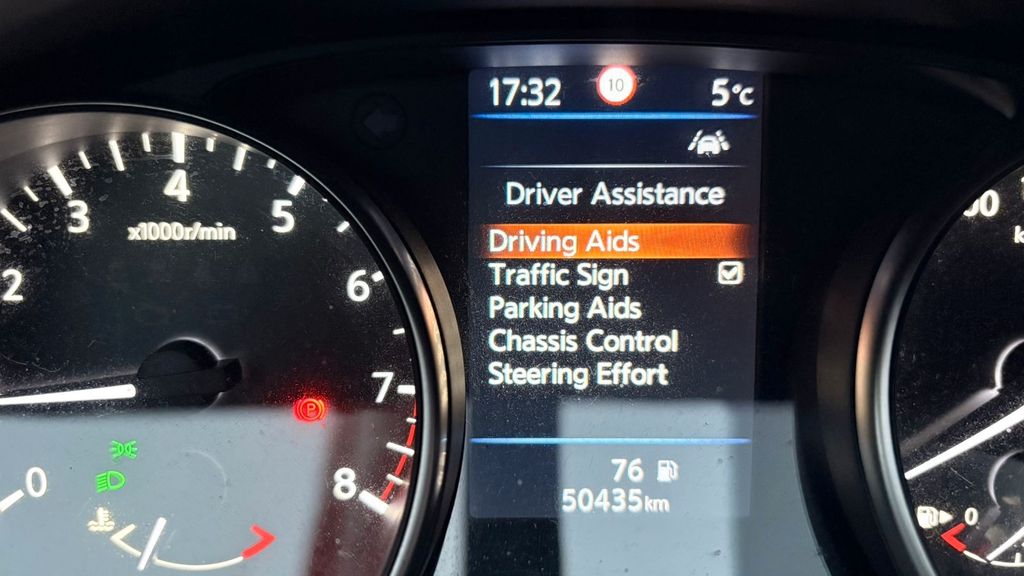 17:32 10 5°C
Driver Assistance
Driving Aids
Traffic Sign
Parking Aids
Chassis Control
Steering Effort
76
50435km
0
2
3
4
5
6
7
8
x1000r/min
P
0